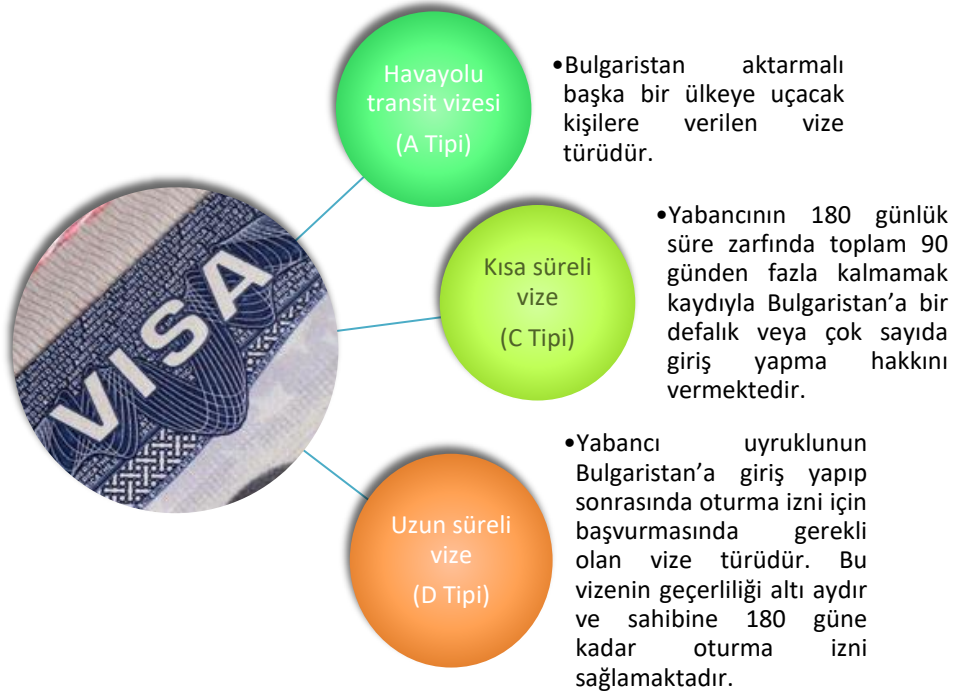 VISA
Havayolu
transit vizesi
(A Tipi)
•Bulgaristan aktarmalı
başka bir ülkeye uçacak
kişilere verilen vize
türüdür.
Kısa süreli
vize
(C Tipi)
•Yabancının 180 günlük
süre zarfında toplam 90
günden fazla kalmamak
kaydıyla Bulgaristan’a bir
defalık veya çok sayıda
giriş yapma hakkını
vermektedir.
Uzun süreli
vize
(D Tipi)
•Yabancı uyruklunun
Bulgaristan’a giriş yapıp
sonrasında oturma izni için
başvurmasında gerekli
olan vize türüdür. Bu
vizenin geçerliliği altı aydır
ve sahibine 180 güne
kadar oturma izni
sağlamaktadır.